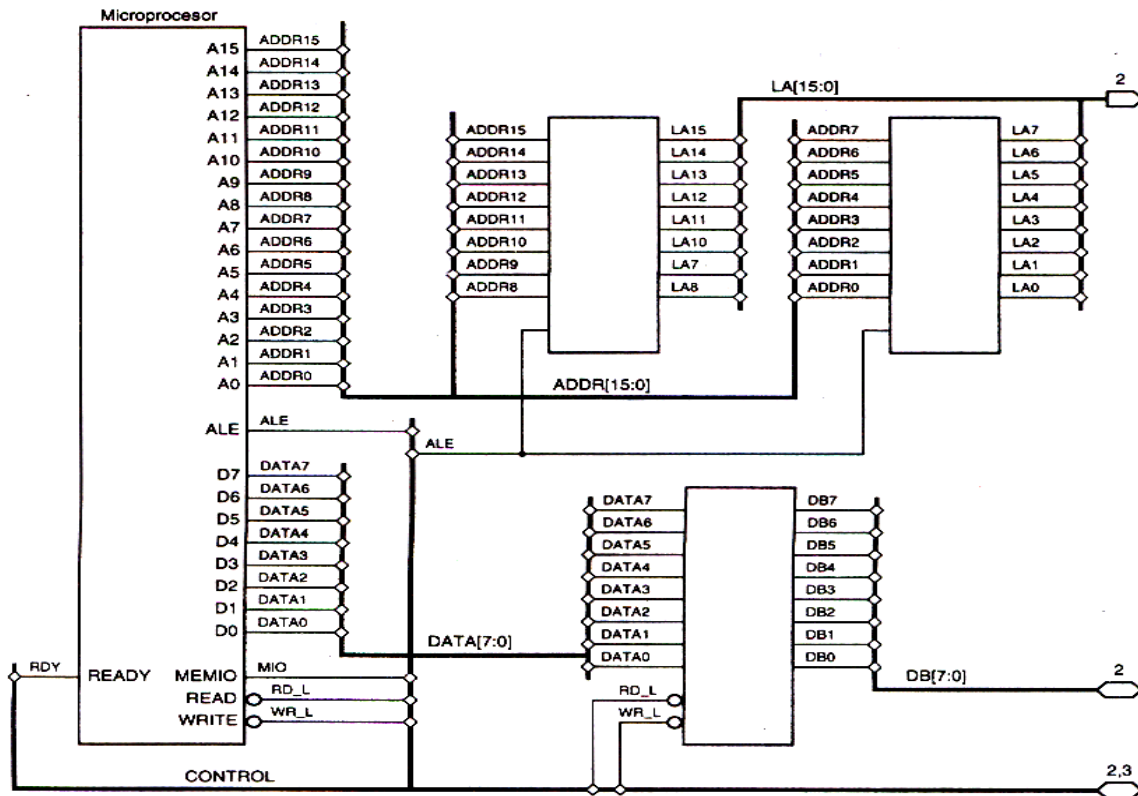 Microprocesor
A15 ADDR15
A14 ADDR14
A13 ADDR13
A12 ADDR12
A11 ADDR11
A10 ADDR10
A9 ADDR9
A8 ADDR8
A7 ADDR7
A6 ADDR6
A5 ADDR5
A4 ADDR4
A3 ADDR3
A2 ADDR2
A1 ADDR1
A0 ADDR0
ALE ALE
D7 DATA7
D6 DATA6
D5 DATA5
D4 DATA4
D3 DATA3
D2 DATA2
D1 DATA1
D0 DATA0
RDY READY MEMIO MIO
READ RD_L
WRITE WR_L
CONTROL
ADDR15 LA15
ADDR14 LA14
ADDR13 LA13
ADDR12 LA12
ADDR11 LA11
ADDR10 LA10
ADDR9 LA7
ADDR8 LA8
ADDR[15:0]
ALE
LA[15:0]
2
ADDR7 LA7
ADDR6 LA6
ADDR5 LA5
ADDR4 LA4
ADDR3 LA3
ADDR2 LA2
ADDR1 LA1
ADDR0 LA0
DATA7 DB7
DATA6 DB6
DATA5 DB5
DATA4 DB4
DATA3 DB3
DATA2 DB2
DATA1 DB1
DATA0 DB0
DATA[7:0]
RD_L
WR_L
DB[7:0]
2
2,3